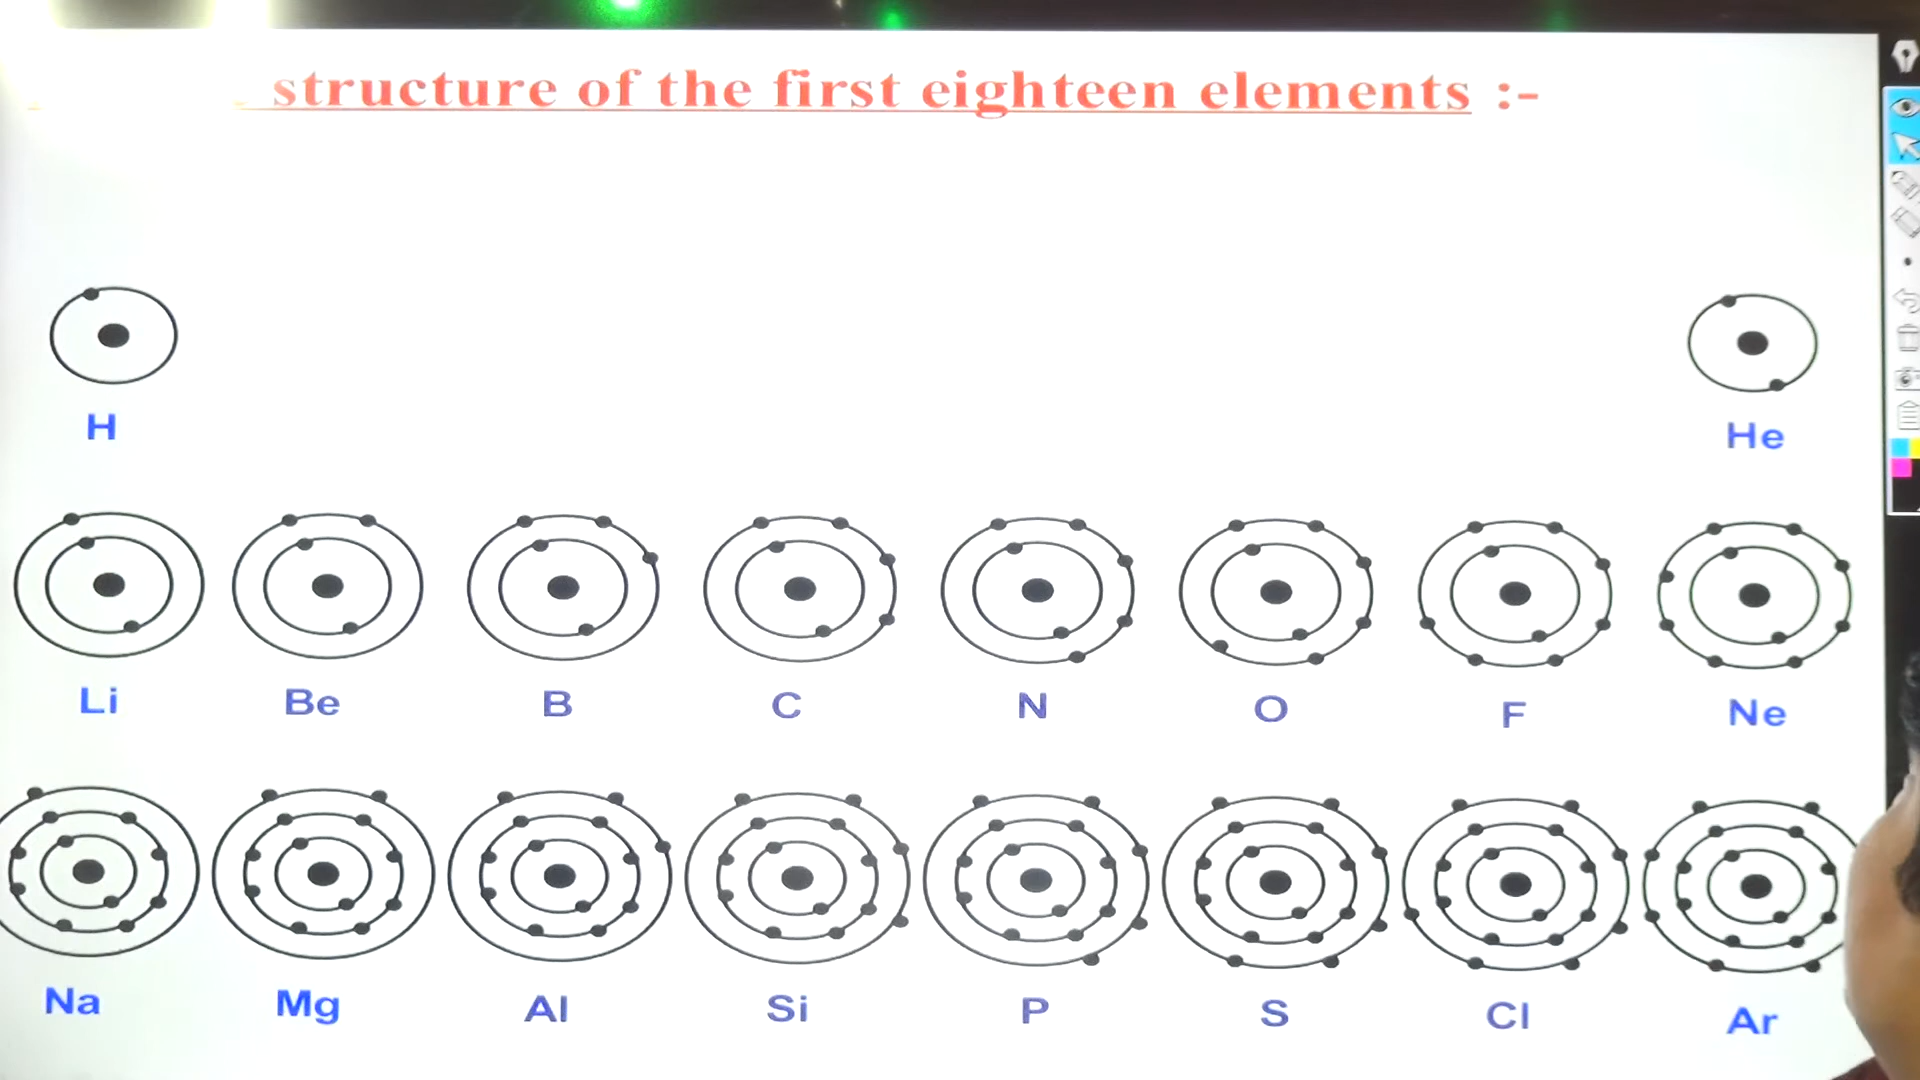 structure of the first eighteen elements :-
H He
Li Be B C N O F Ne
Na Mg Al Si P S Cl Ar